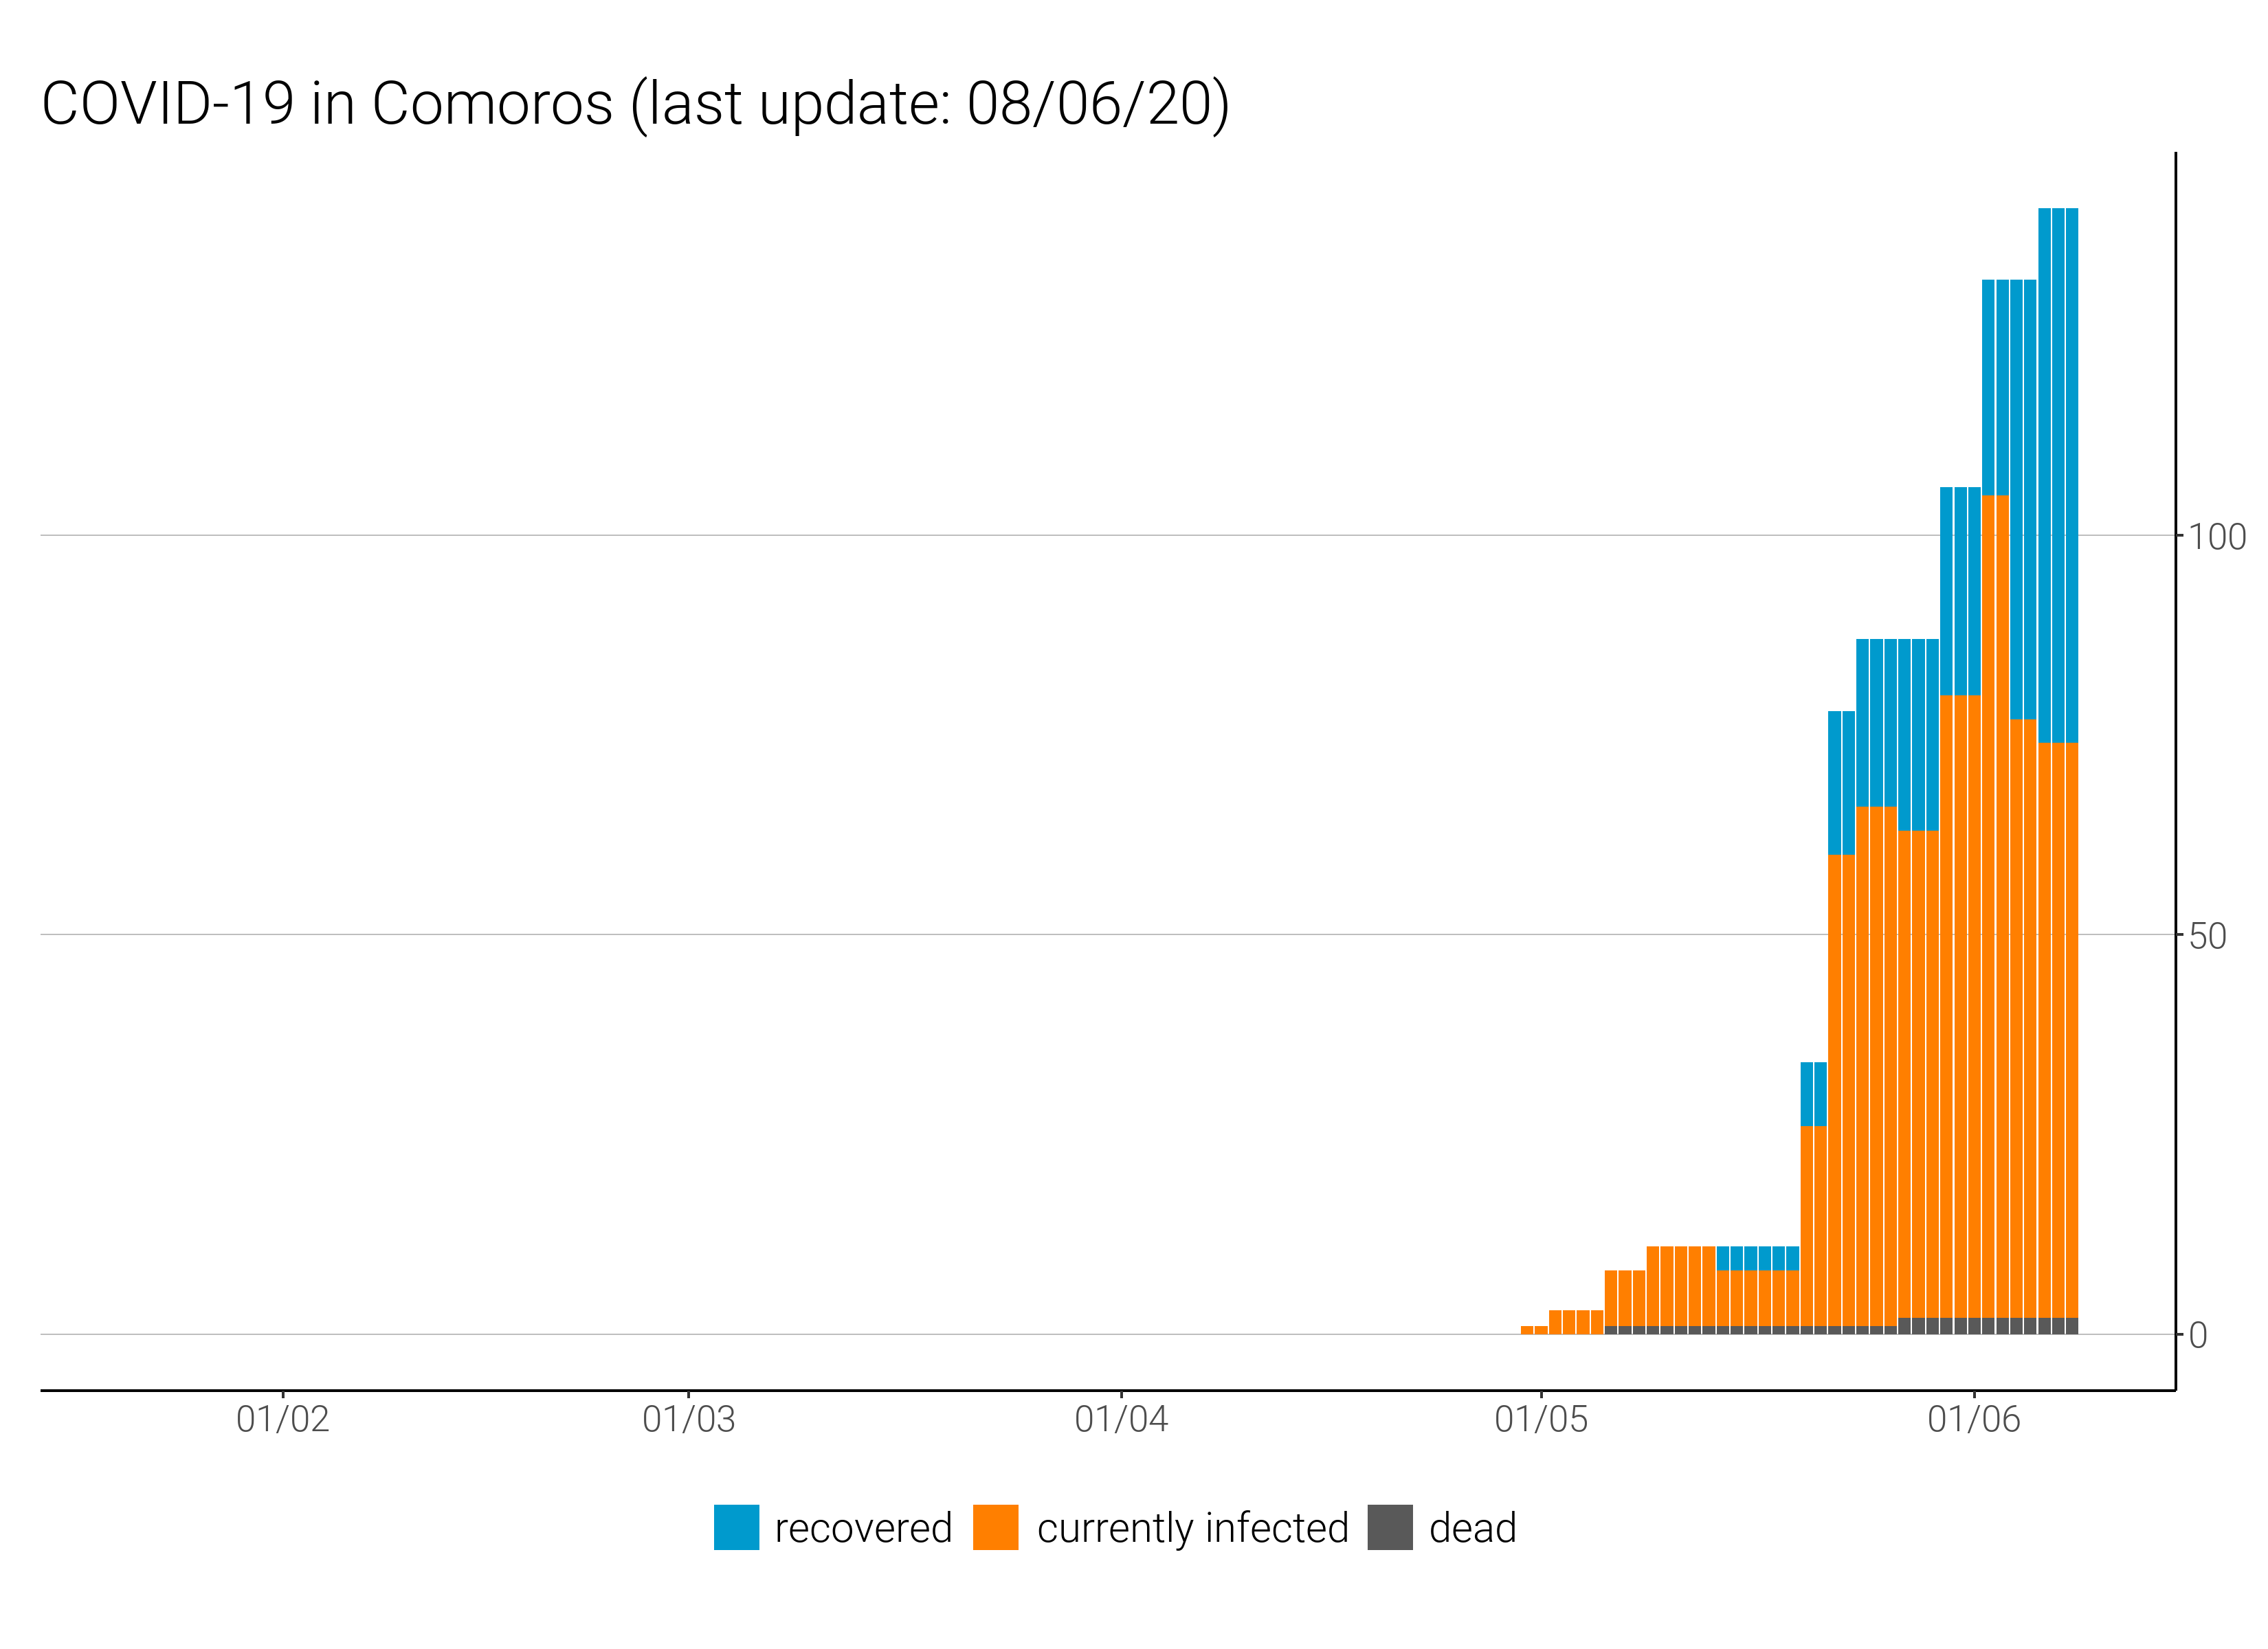 COVID-19 in Comoros (last update: 08/06/20)
100
50
0
01/02 01/03 01/04 01/05 01/06
recovered currently infected dead